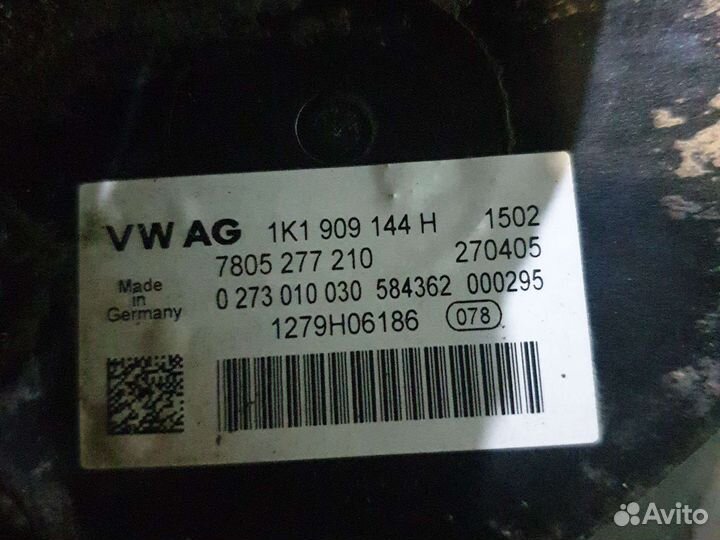 VW AG 1K1 909 144 H 1502
7805 277 210 270405
Made in Germany 0 273 010 030 584362 000295
1279H06186 078
Avito